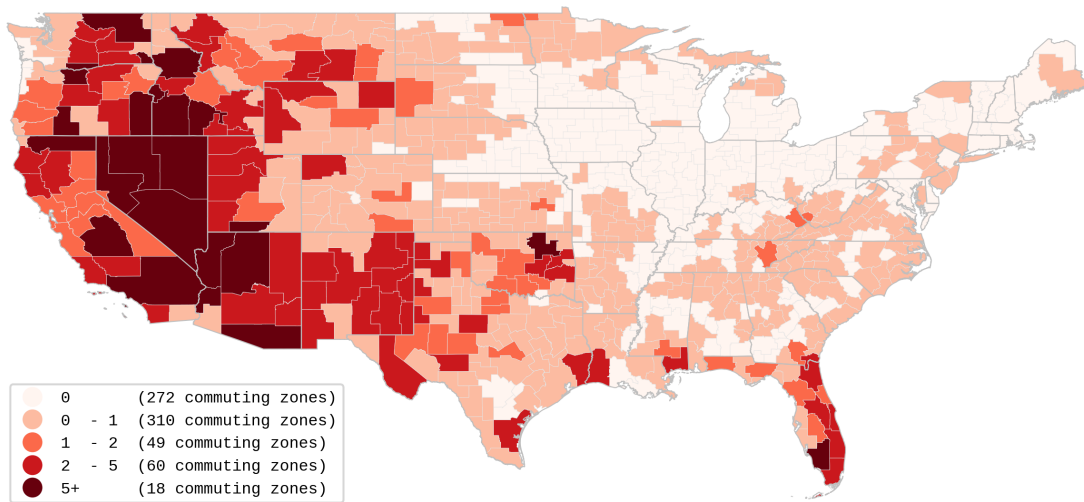 0 (272 commuting zones)
0 - 1 (310 commuting zones)
1 - 2 (49 commuting zones)
2 - 5 (60 commuting zones)
5+ (18 commuting zones)